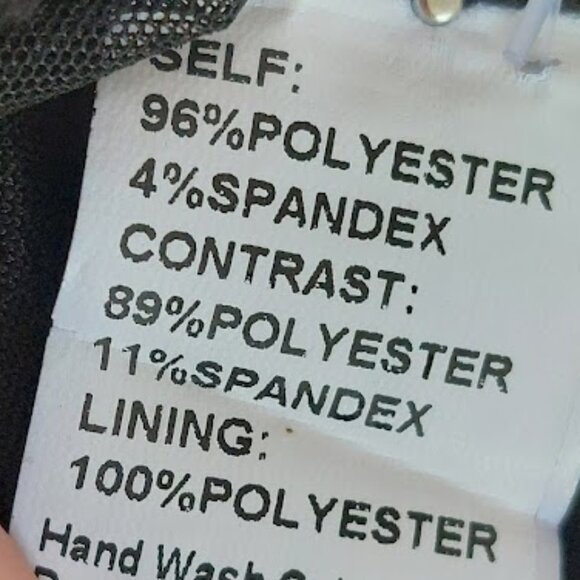 SELF:
96%POLYESTER
4%SPANDEX
CONTRAST:
89%POLYESTER
11%SPANDEX
LINING:
100%POLYESTER
Hand Wash